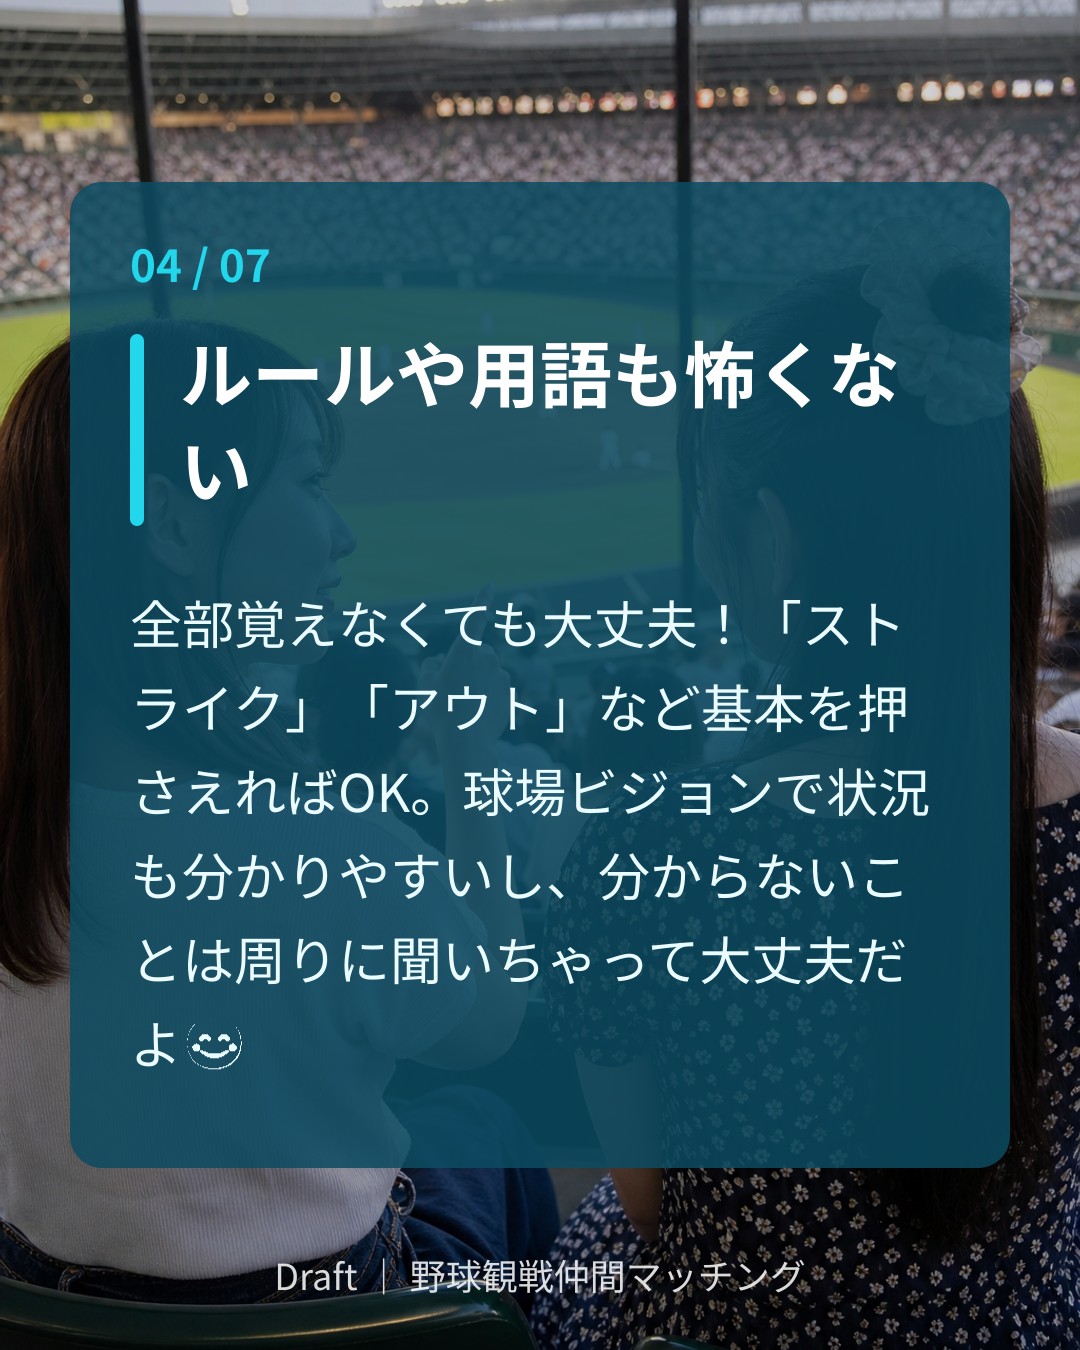 04 / 07
ルールや用語も怖くな
い
全部覚えなくても大丈夫！「スト
ライク」「アウト」など基本を押
さえればOK。球場ビジョンで状況
も分かりやすいし、分からないこ
とは周りに聞いちゃって大丈夫だ
よ😊
Draft ｜ 野球観戦仲間マッチング